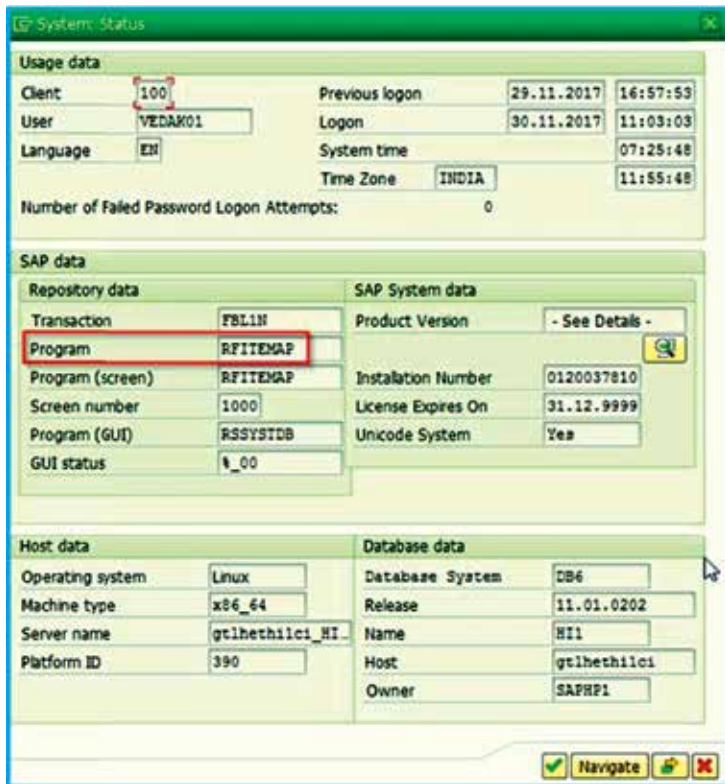 System: Status
Usage data
Client 100 Previous logon 29.11.2017 16:57:53
User VEDAK01 Logon 30.11.2017 11:03:03
Language EN System time 07:25:48
Time Zone INDIA 11:55:48
Number of Failed Password Logon Attempts: 0
SAP data
Repository data SAP System data
Transaction FBL1N Product Version - See Details -
Program RFITEMAP
Program (screen) RFITEMAP Installation Number 0120037810
Screen number 1000 License Expires On 31.12.9999
Program (GUI) RSSYSTDB Unicode System Yes
GUI status %_00
Host data Database data
Operating system Linux Database System DB6
Machine type x86_64 Release 11.01.0202
Server name gtlhethilci_HI… Name HI1
Platform ID 390 Host gtlhethilci
Owner SAPHP1
Navigate